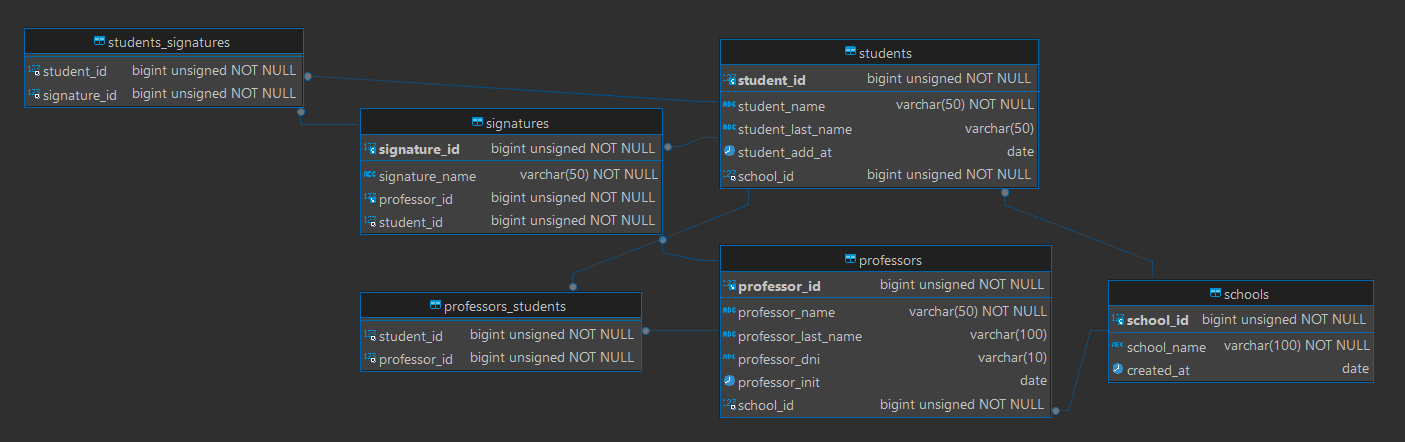 students_signatures
student_id bigint unsigned NOT NULL
signature_id bigint unsigned NOT NULL
signatures
signature_id bigint unsigned NOT NULL
signature_name varchar(50) NOT NULL
professor_id bigint unsigned NOT NULL
student_id bigint unsigned NOT NULL
students
student_id bigint unsigned NOT NULL
student_name varchar(50) NOT NULL
student_last_name varchar(50)
student_add_at date
school_id bigint unsigned NOT NULL
professors_students
student_id bigint unsigned NOT NULL
professor_id bigint unsigned NOT NULL
professors
professor_id bigint unsigned NOT NULL
professor_name varchar(50) NOT NULL
professor_last_name varchar(100)
professor_dni varchar(10)
professor_init date
school_id bigint unsigned NOT NULL
schools
school_id bigint unsigned NOT NULL
school_name varchar(100) NOT NULL
created_at date